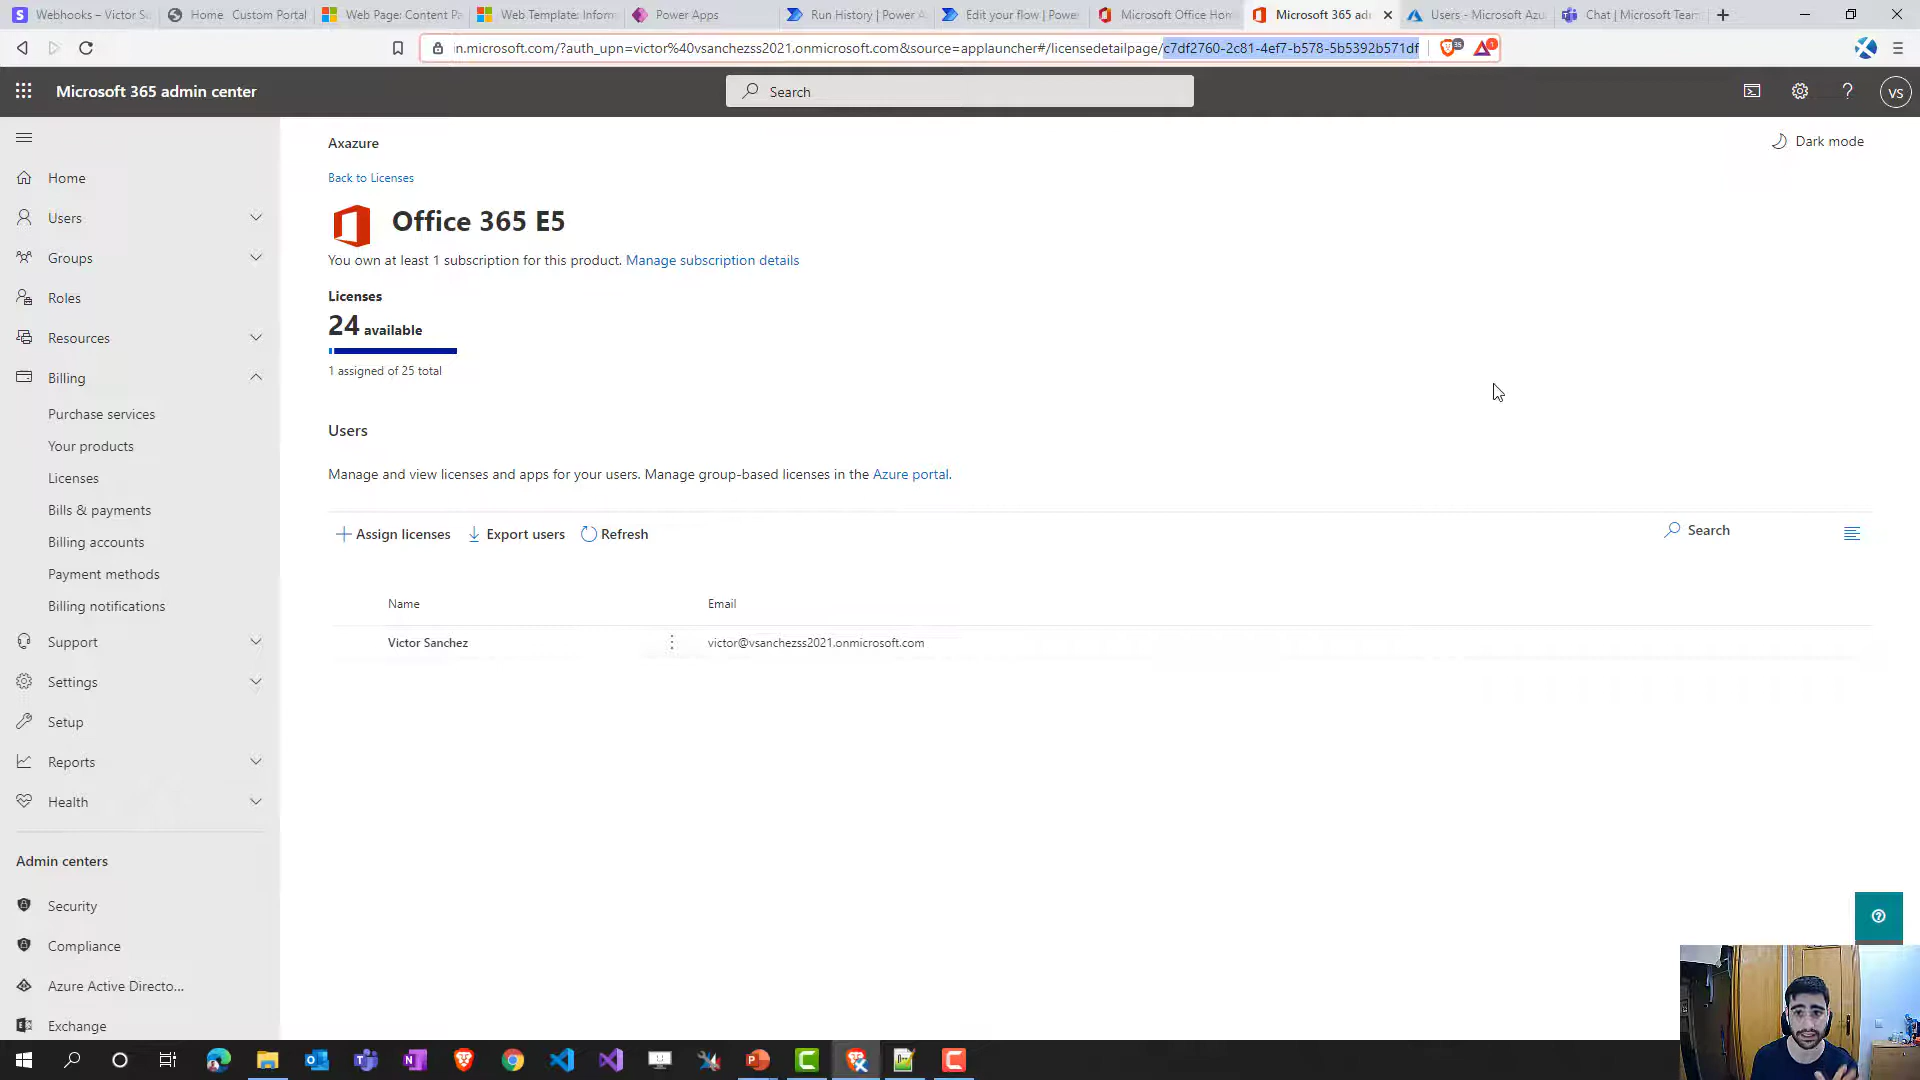 Webhooks – Victor S
Home Custom Portal
Web Page: Content Pa
Web Template: Inform
Power Apps
Run History | Power A
Edit your flow | Powe
Microsoft Office Hom
Microsoft 365 adm
Users - Microsoft Azu
Chat | Microsoft Team
n.microsoft.com/?auth_upn=victor%40vsanchezss2021.onmicrosoft.com&source=applauncher#/licensedetailpage/c7df2760-2c81-4ef7-b578-5b5392b571df
35
1
Microsoft 365 admin center
Search
VS
Axazure
Dark mode
Back to Licenses
Home
Users
Groups
Roles
Resources
Billing
Purchase services
Your products
Licenses
Bills & payments
Billing accounts
Payment methods
Billing notifications
Support
Settings
Setup
Reports
Health
Admin centers
Security
Compliance
Azure Active Directo...
Exchange
Office 365 E5
You own at least 1 subscription for this product. Manage subscription details
Licenses
24 available
1 assigned of 25 total
Users
Manage and view licenses and apps for your users. Manage group-based licenses in the Azure portal.
Assign licenses
Export users
Refresh
Search
Name
Email
Victor Sanchez
victor@vsanchezss2021.onmicrosoft.com